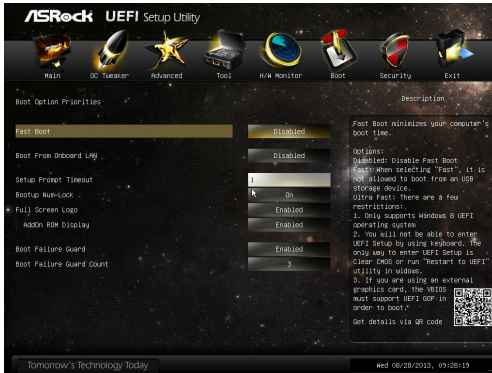 ASRock UEFI Setup Utility
Main OC Tweaker Advanced Tool H/W Monitor Boot Security Exit
Boot Option Priorities
Fast Boot Disabled
Boot From Onboard LAN Disabled
Setup Prompt Timeout 1
Bootup Num-Lock On
Full Screen Logo Enabled
AddOn ROM Display Enabled
Boot Failure Guard Enabled
Boot Failure Guard Count 3
Description
Fast Boot minimizes your computer's
boot time.
Options:
Disabled: Disable Fast Boot
Fast: When selecting "Fast", it is
not allowed to boot from an USB
storage device.
Ultra Fast: There are a few
restrictions:
1. Only supports Windows 8 UEFI
operating system
2. You will not be able to enter
UEFI Setup by using keyboard. The
only way to enter UEFI Setup is
Clear CMOS or run "Restart to UEFI"
utility in widows.
3. If you are using an external
graphics card, the VBIOS
must support UEFI GOP in
order to boot.
Get details via QR code
Tomorrow's Technology Today
Wed 08/28/2013, 09:28:19